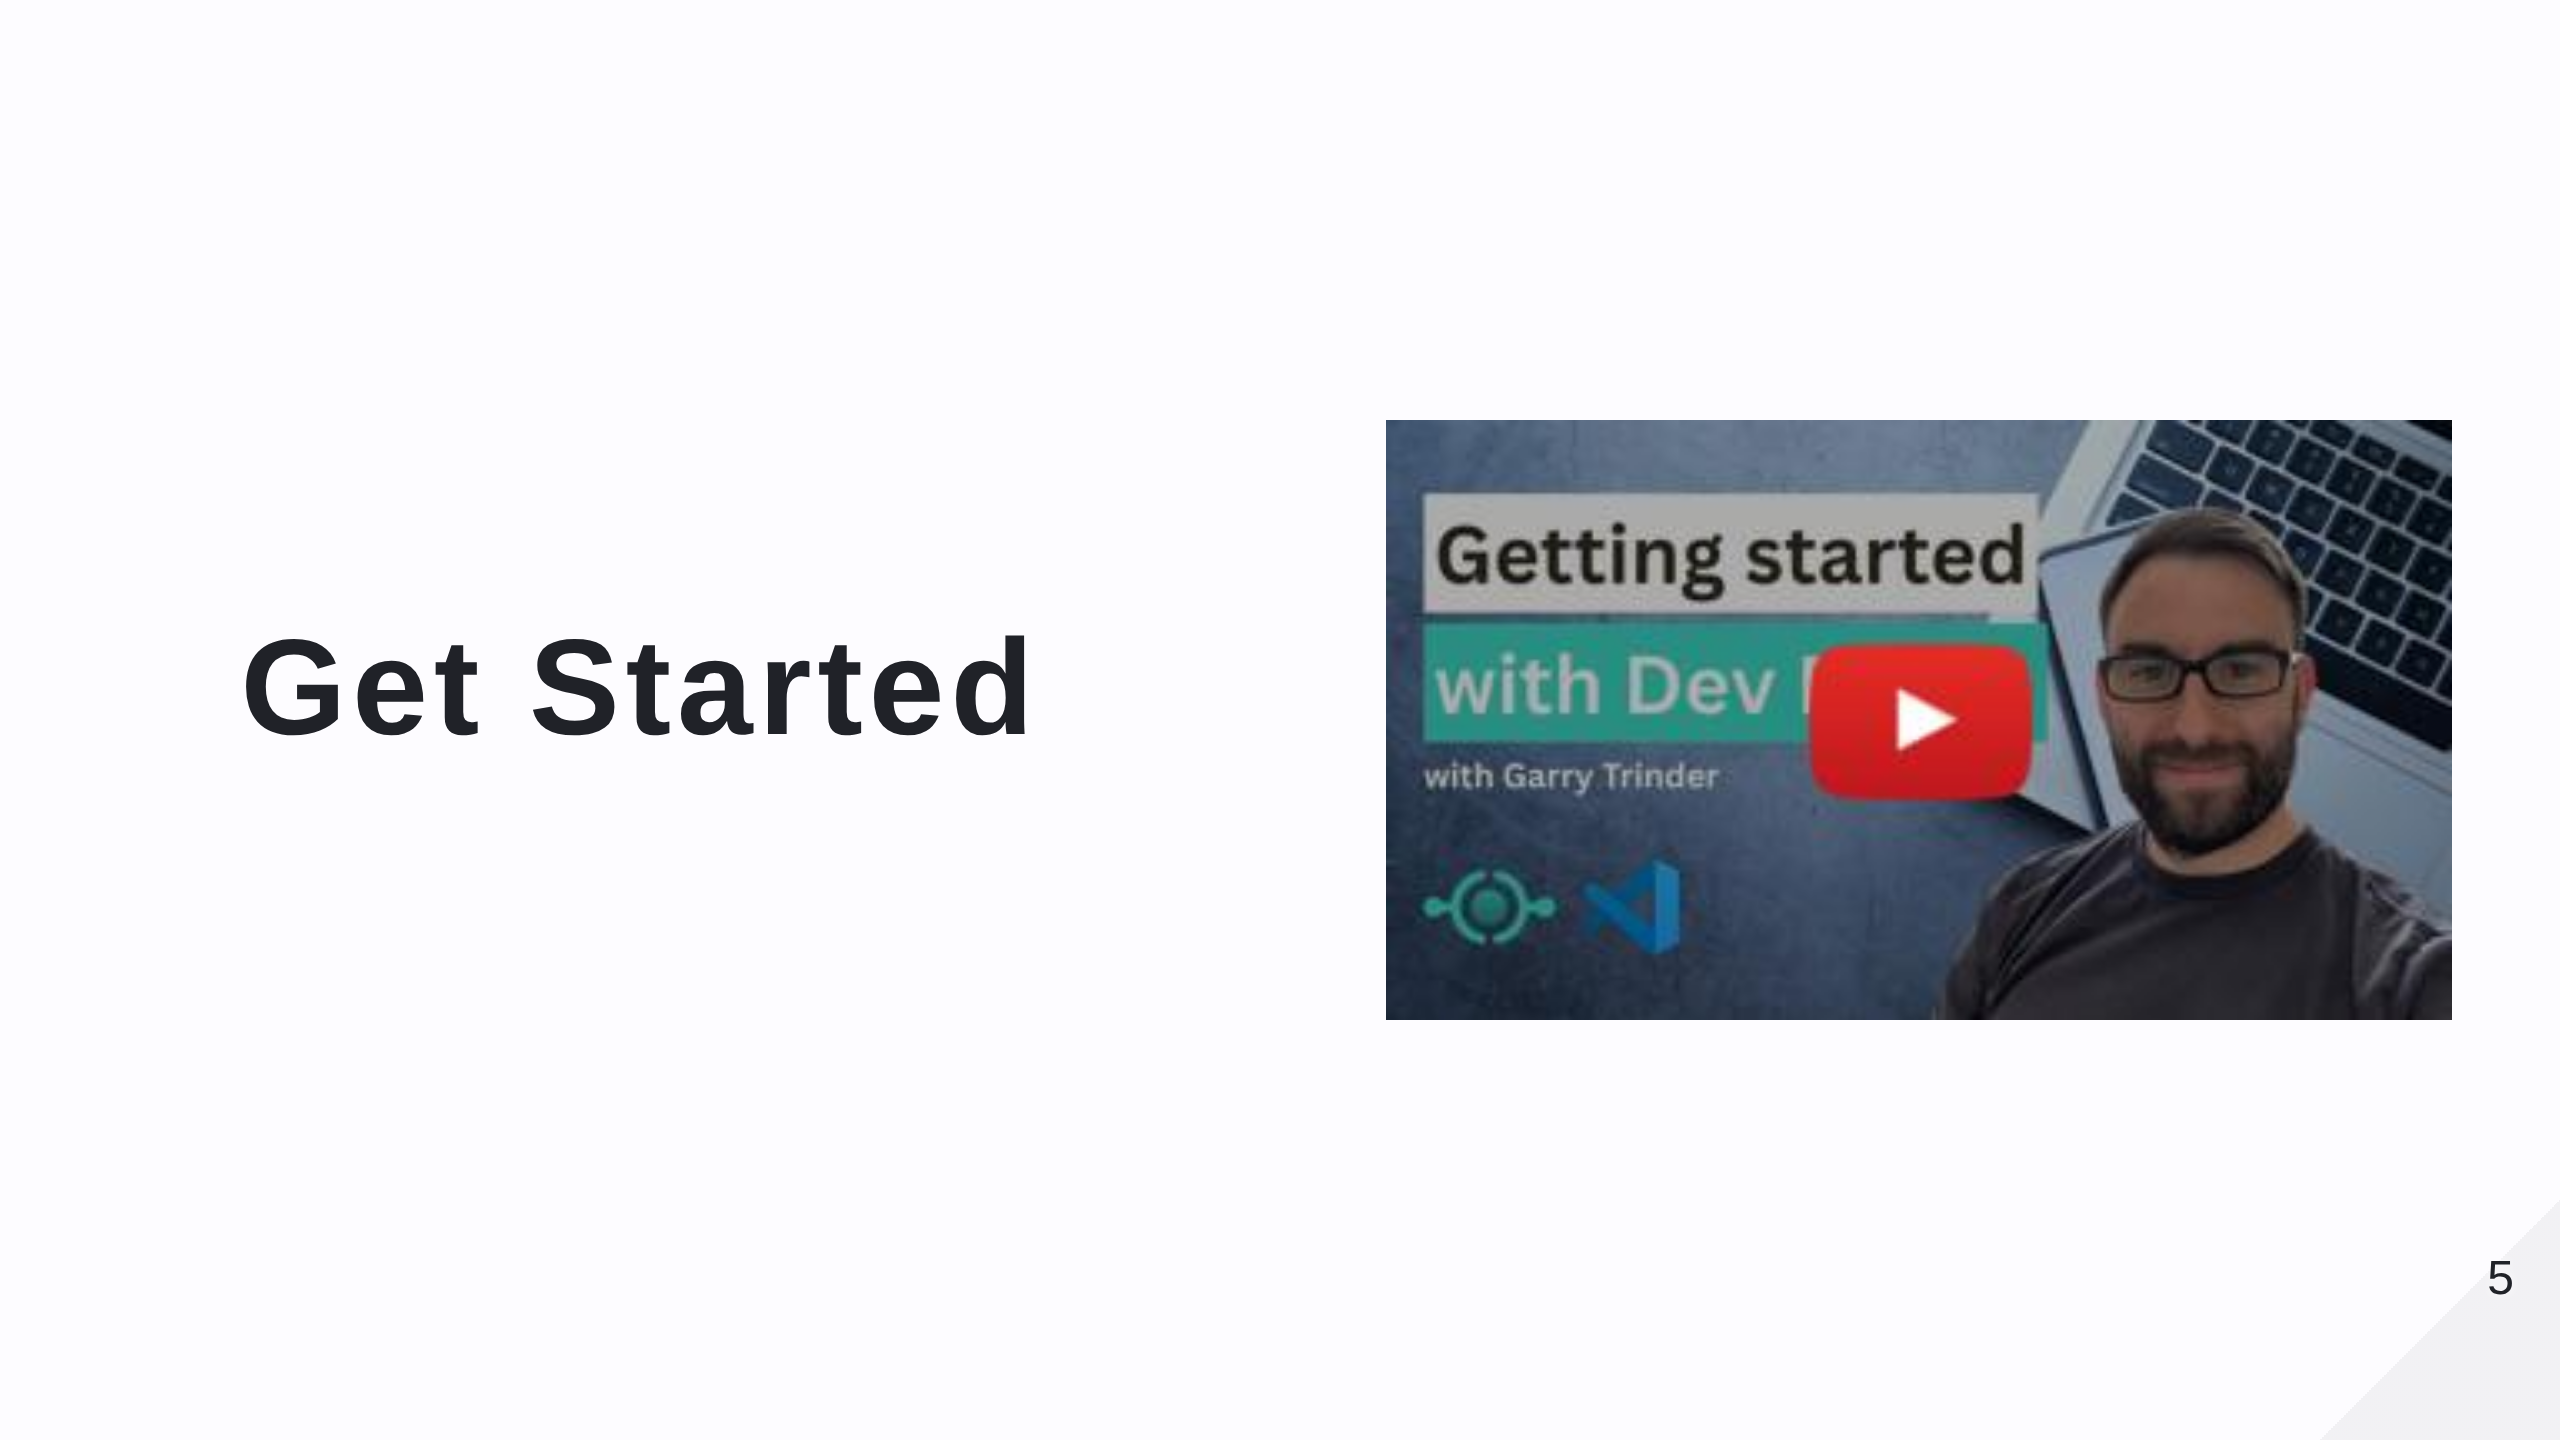 Get Started
Getting started
with Dev
with Garry Trinder
5